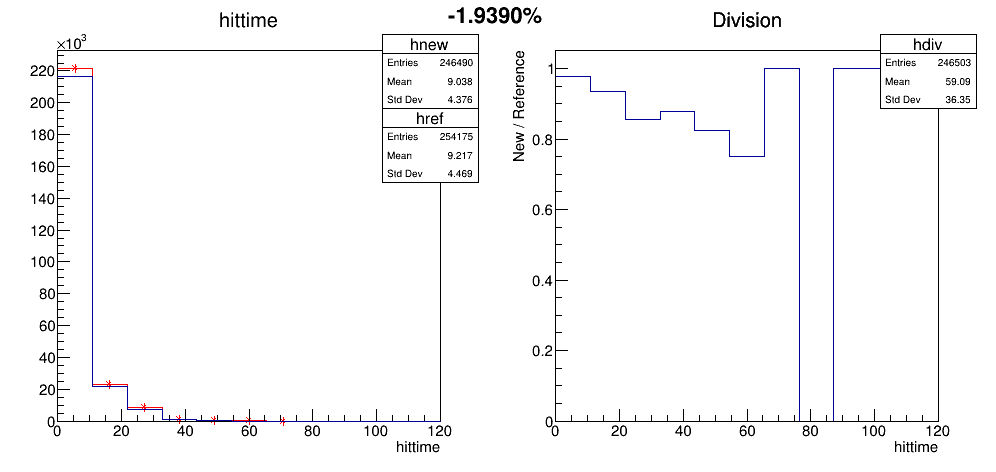 -1.9390%
hittime
×10³
220
200
180
160
140
120
100
80
60
40
20
0
0 20 40 60 80 100 120
hittime
hnew
Entries 246490
Mean 9.038
Std Dev 4.376
href
Entries 254175
Mean 9.217
Std Dev 4.469
Division
New / Reference
1
0.8
0.6
0.4
0.2
0
0 20 40 60 80 100 120
hittime
hdiv
Entries 246503
Mean 59.09
Std Dev 36.35